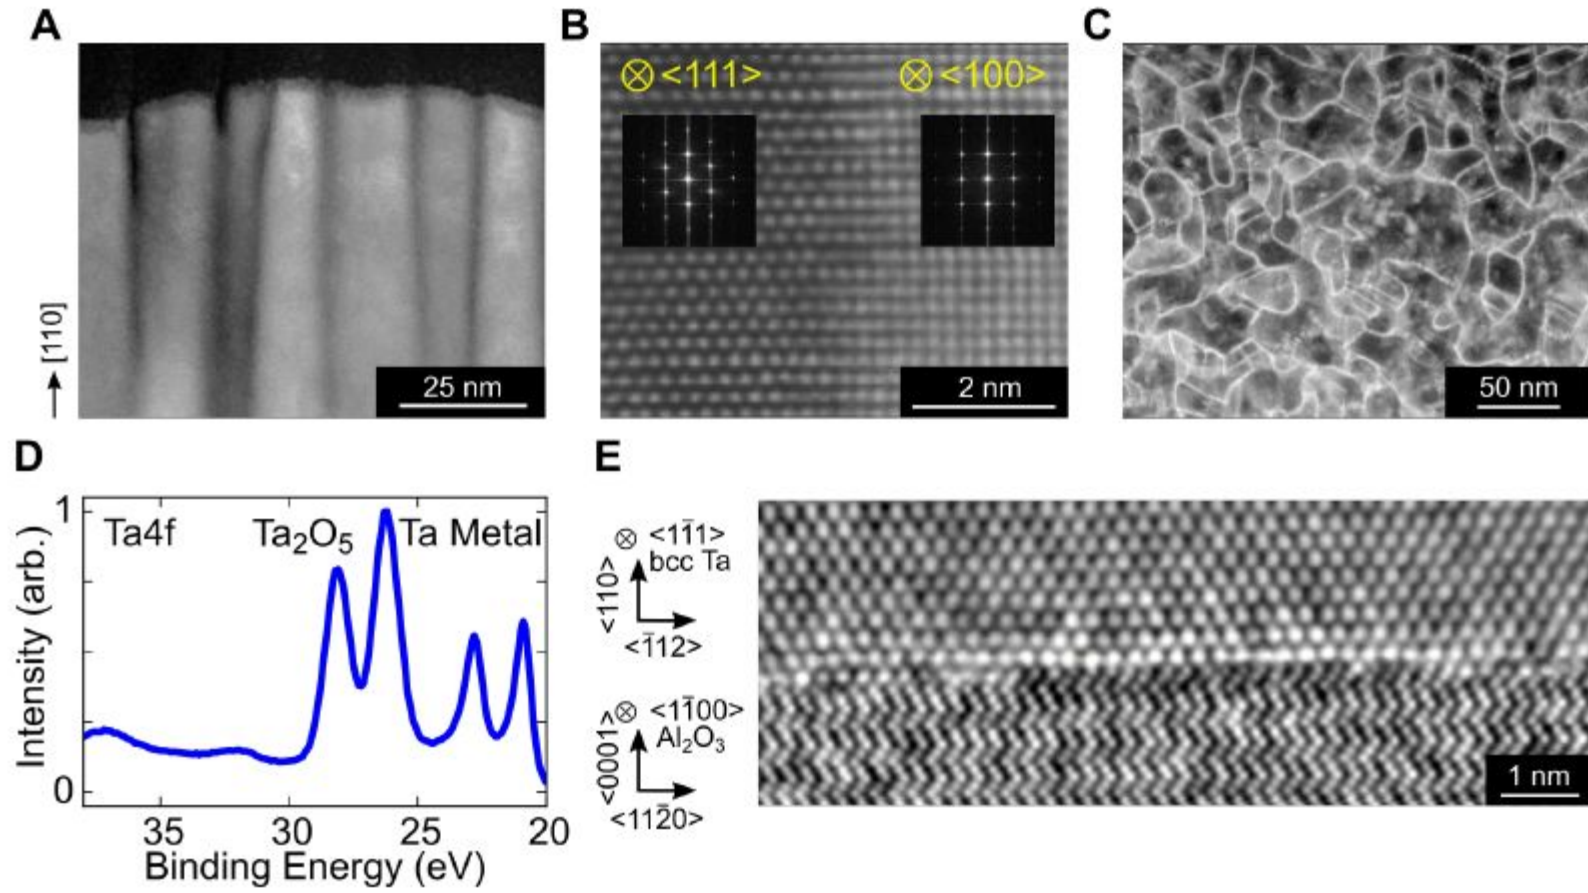 A
[110]
25 nm
B
⊗ <111>
⊗ <100>
2 nm
C
50 nm
D
Ta4f
Ta₂O₅
Ta Metal
Intensity (arb.)
1
0
35
30
25
20
Binding Energy (eV)
E
⊗ <11̄1>
bcc Ta
<110>
<1̄12>
⊗ <11̄00>
Al₂O₃
<0001>
<112̄0>
1 nm